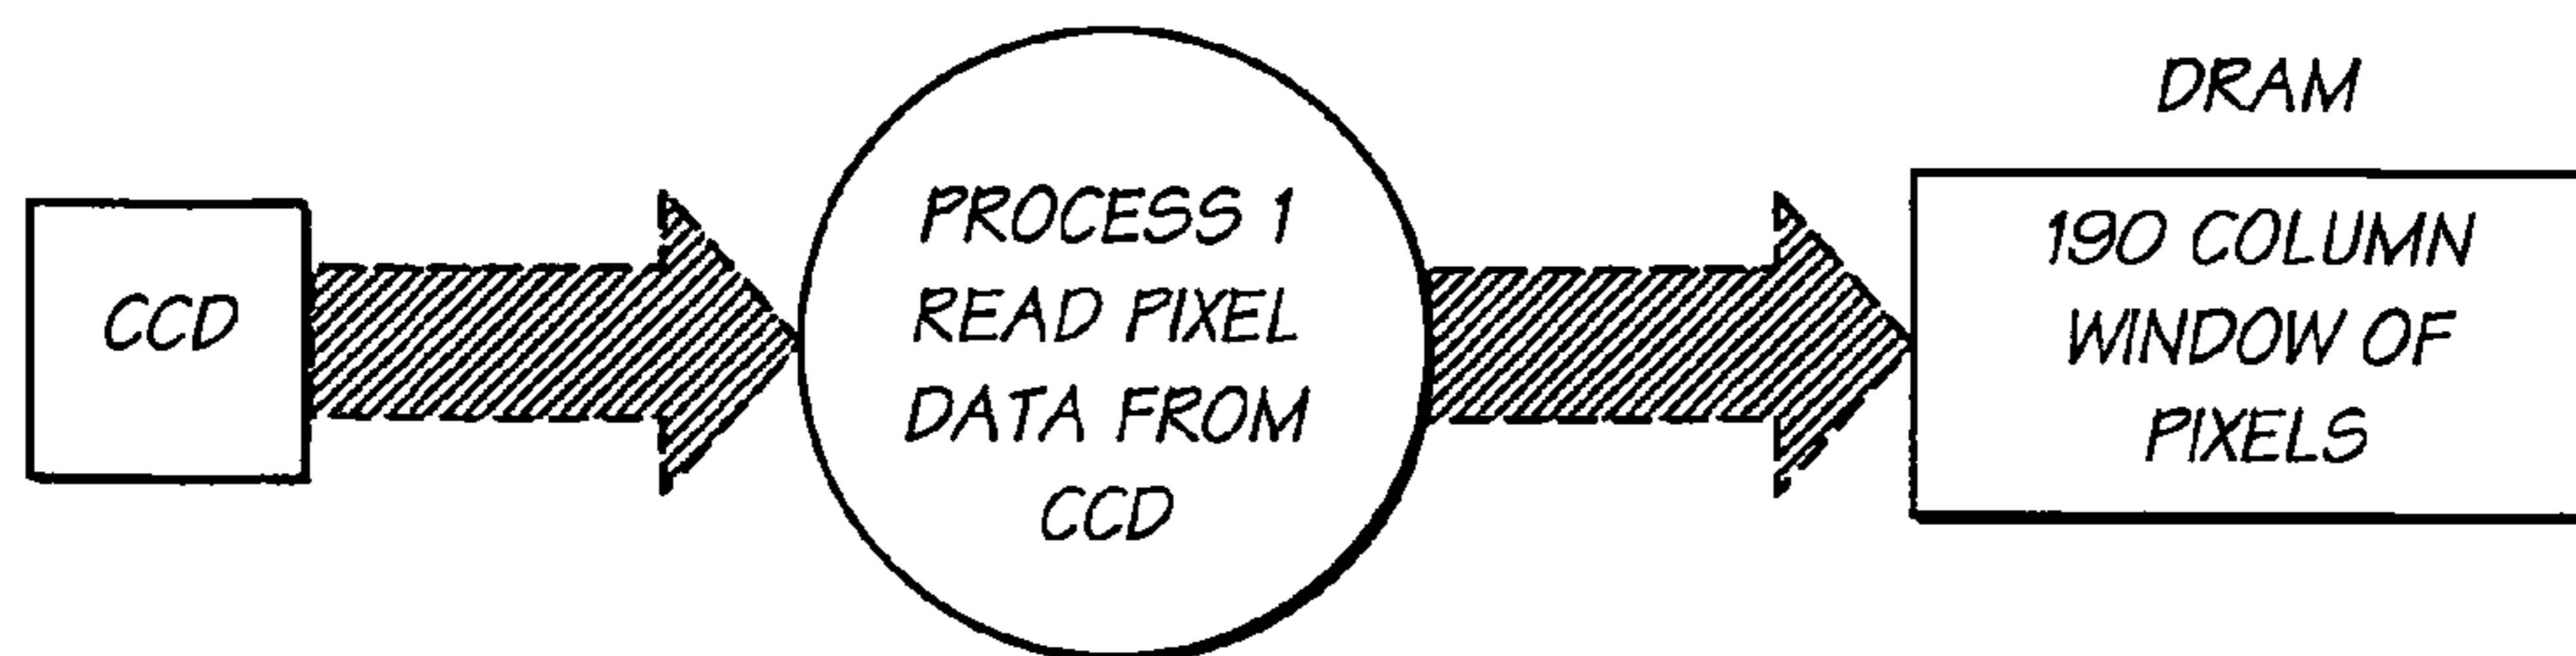 CCD
PROCESS 1
READ PIXEL
DATA FROM
CCD
DRAM
190 COLUMN
WINDOW OF
PIXELS